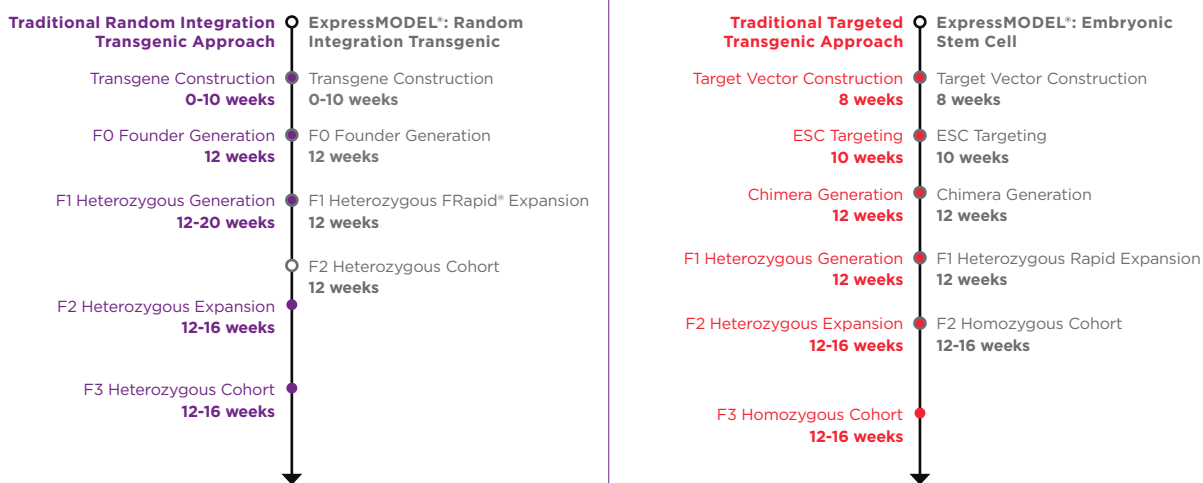 Traditional Random Integration
Transgenic Approach
ExpressMODEL®: Random
Integration Transgenic
Transgene Construction
0-10 weeks
Transgene Construction
0-10 weeks
F0 Founder Generation
12 weeks
F0 Founder Generation
12 weeks
F1 Heterozygous Generation
12-20 weeks
F1 Heterozygous FRapid® Expansion
12 weeks
F2 Heterozygous Cohort
12 weeks
F2 Heterozygous Expansion
12-16 weeks
F3 Heterozygous Cohort
12-16 weeks
Traditional Targeted
Transgenic Approach
ExpressMODEL®: Embryonic
Stem Cell
Target Vector Construction
8 weeks
Target Vector Construction
8 weeks
ESC Targeting
10 weeks
ESC Targeting
10 weeks
Chimera Generation
12 weeks
Chimera Generation
12 weeks
F1 Heterozygous Generation
12 weeks
F1 Heterozygous Rapid Expansion
12 weeks
F2 Heterozygous Expansion
12-16 weeks
F2 Homozygous Cohort
12-16 weeks
F3 Homozygous Cohort
12-16 weeks